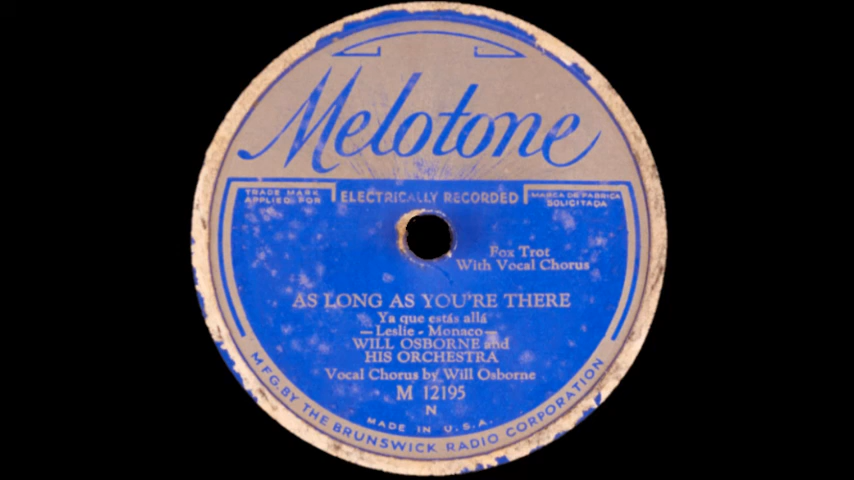 Melotone
TRADE MARK
APPLIED FOR
ELECTRICALLY RECORDED
MARCA DE FABRICA
SOLICITADA
Fox Trot
With Vocal Chorus
AS LONG AS YOU'RE THERE
Ya que estás allá
—Leslie - Monaco—
WILL OSBORNE and
HIS ORCHESTRA
Vocal Chorus by Will Osborne
M 12195
N
MADE IN U.S.A.
MFG. BY THE BRUNSWICK RADIO CORPORATION